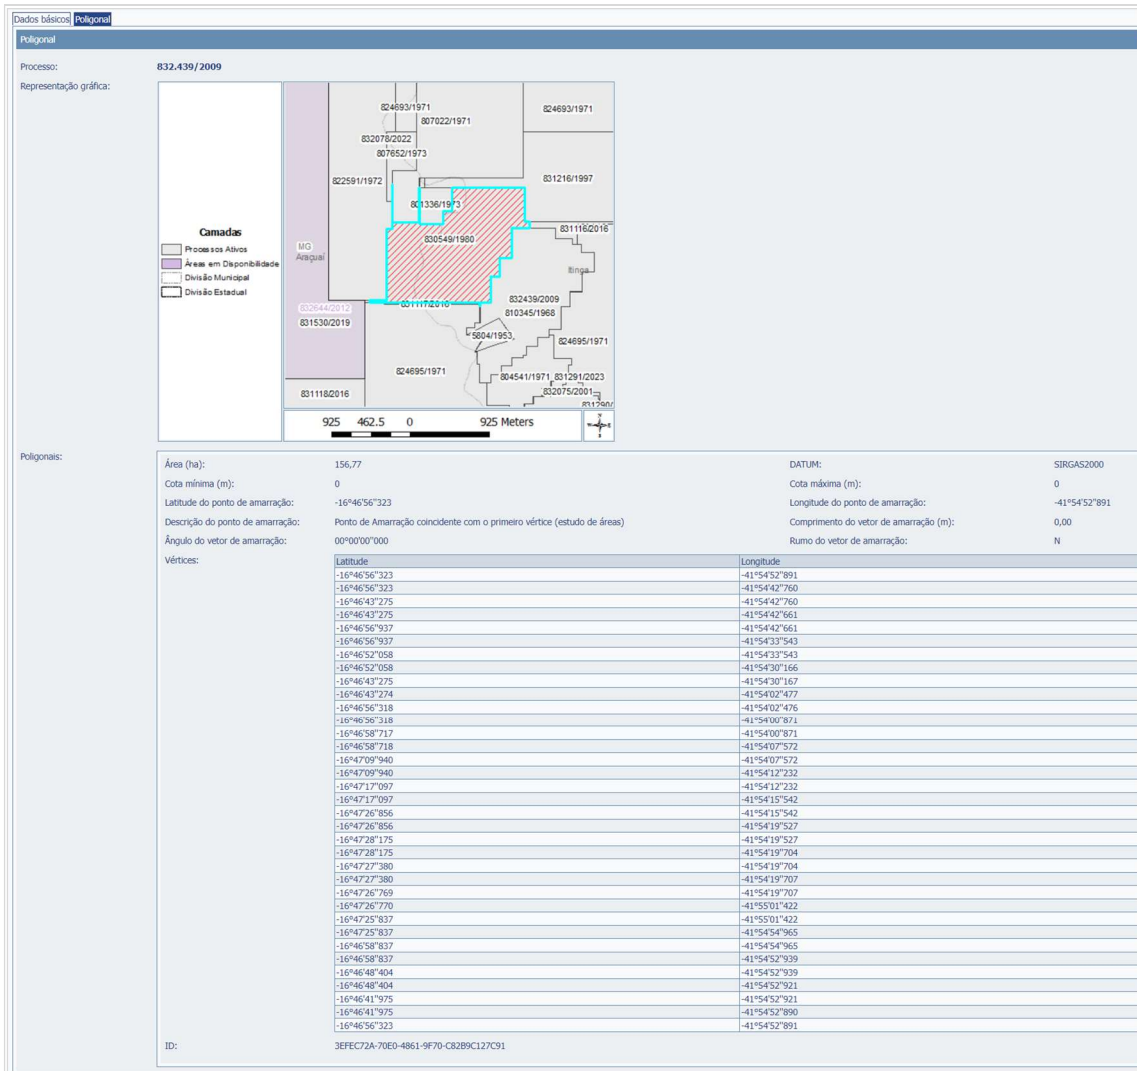 Dados básicos Poligonal
Poligonal
Processo: 832.439/2009
Representação gráfica:
824693/1971
807022/1971
824693/1971
832078/2022
807652/1973
822591/1972
831216/1997
801336/1973
Camadas
Processos Ativos
Áreas em Disponibilidade
Divisão Municipal
Divisão Estadual
MG
Araçuaí
830549/1980
831116/2016
Itinga
832644/2012
831530/2019
831117/2016
832439/2009
810345/1968
5804/1953
824695/1971
824695/1971
804541/1971 831291/2023
832075/2001
831118/2016
831290/
925 462.5 0 925 Meters
N
W E
S
Poligonais:
Área (ha): 156,77 DATUM: SIRGAS2000
Cota mínima (m): 0 Cota máxima (m): 0
Latitude do ponto de amarração: -16°46'56"323 Longitude do ponto de amarração: -41°54'52"891
Descrição do ponto de amarração: Ponto de Amarração coincidente com o primeiro vértice (estudo de áreas) Comprimento do vetor de amarração (m): 0,00
Ângulo do vetor de amarração: 00°00'00"000 Rumo do vetor de amarração: N
Vértices: Latitude Longitude
-16°46'56"323 -41°54'52"891
-16°46'56"323 -41°54'42"760
-16°46'43"275 -41°54'42"760
-16°46'43"275 -41°54'42"661
-16°46'56"937 -41°54'42"661
-16°46'56"937 -41°54'33"543
-16°46'52"058 -41°54'33"543
-16°46'52"058 -41°54'30"166
-16°46'43"275 -41°54'30"167
-16°46'43"274 -41°54'02"477
-16°46'56"318 -41°54'02"476
-16°46'56"318 -41°54'00"871
-16°46'58"717 -41°54'00"871
-16°46'58"718 -41°54'07"572
-16°47'09"940 -41°54'07"572
-16°47'09"940 -41°54'12"232
-16°47'17"097 -41°54'12"232
-16°47'17"097 -41°54'15"542
-16°47'26"856 -41°54'15"542
-16°47'26"856 -41°54'19"527
-16°47'28"175 -41°54'19"527
-16°47'28"175 -41°54'19"704
-16°47'27"380 -41°54'19"704
-16°47'27"380 -41°54'19"707
-16°47'26"769 -41°54'19"707
-16°47'26"770 -41°55'01"422
-16°47'25"837 -41°55'01"422
-16°47'25"837 -41°54'54"965
-16°46'58"837 -41°54'54"965
-16°46'58"837 -41°54'52"939
-16°46'48"404 -41°54'52"939
-16°46'48"404 -41°54'52"921
-16°46'41"975 -41°54'52"921
-16°46'41"975 -41°54'52"890
-16°46'56"323 -41°54'52"891
ID: 3EFEC72A-70E0-4861-9F70-C82B9C127C91